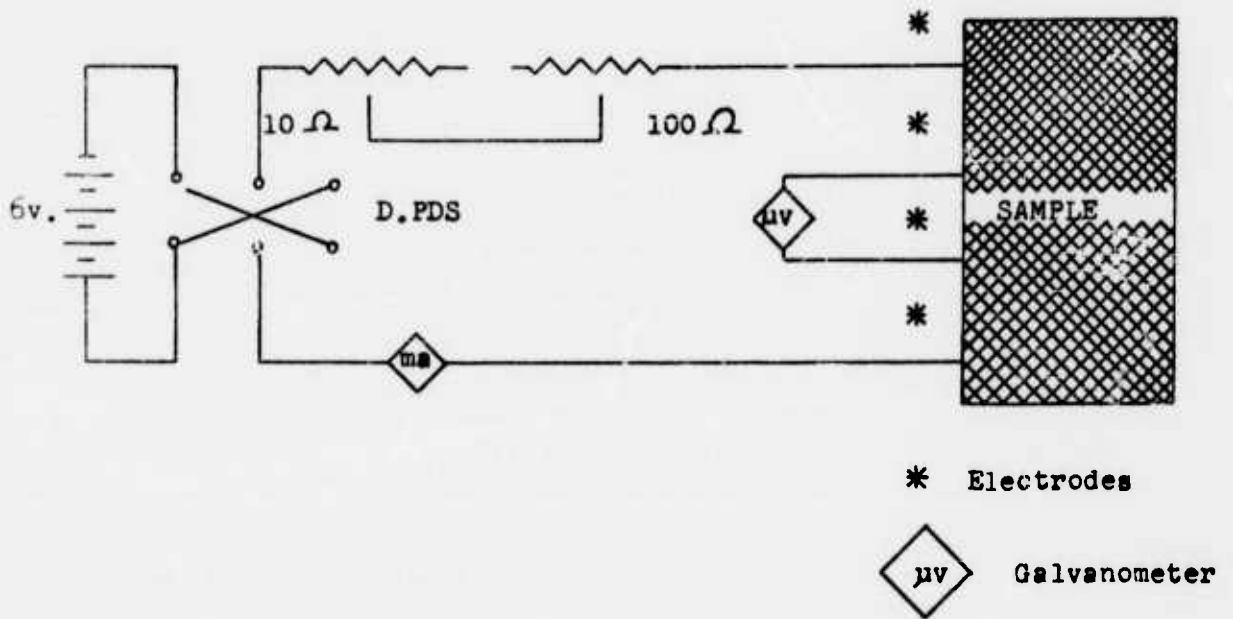 10 Ω
100 Ω
6v.
D.PDS
μv
SAMPLE
ma
* Electrodes
μv Galvanometer